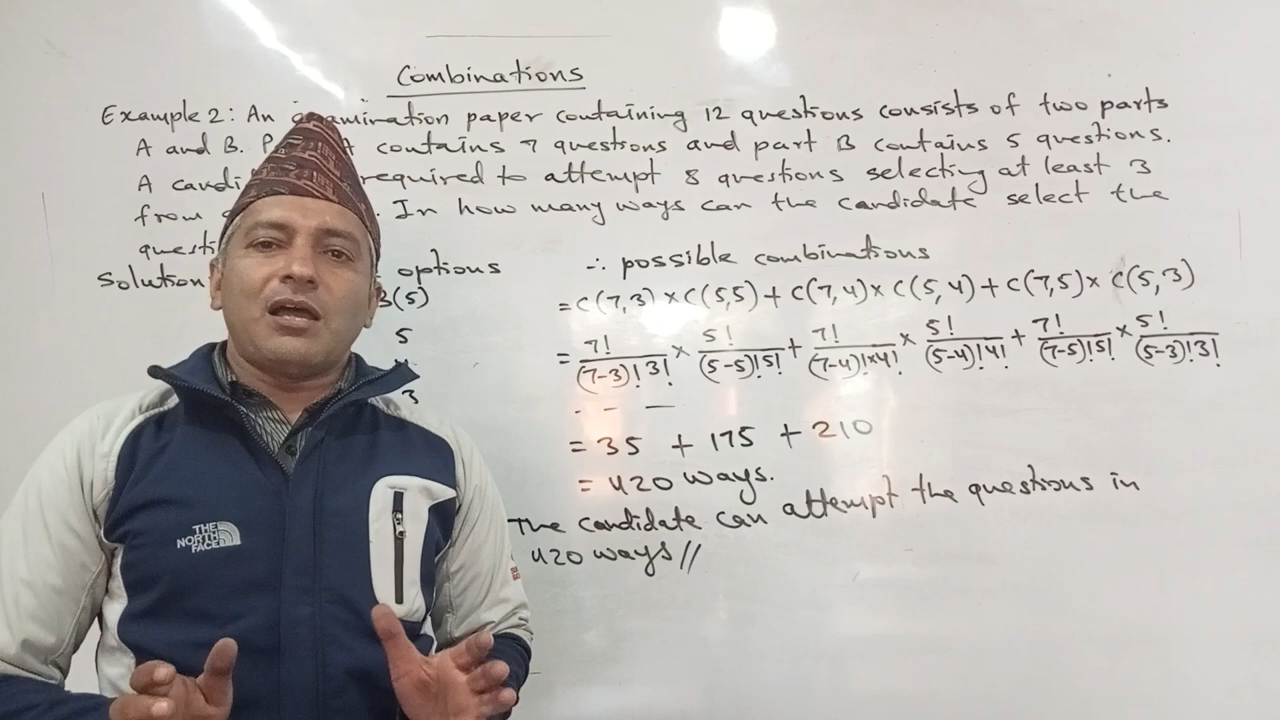 Combinations
Example 2: An examination paper containing 12 questions consists of two parts
A and B. A contains 7 questions and part B contains 5 questions.
A required to attempt 8 questions selecting at least 3
from In how many ways can the candidate select the
Solution options
∴ possible combinations
B(5)
5
3
= C(7,3) × C(5,5) + C(7,4) × C(5,4) + C(7,5) × C(5,3)
= 7!/(7-3)!3! × 5!/(5-5)!5! + 7!/(7-4)!×4! × 5!/(5-4)!4! + 7!/(7-5)!5! × 5!/(5-3)!3!
- - —
= 35 + 175 + 210
= 420 ways.
The candidate can attempt the questions in
420 ways//
THE
NORTH
FACE